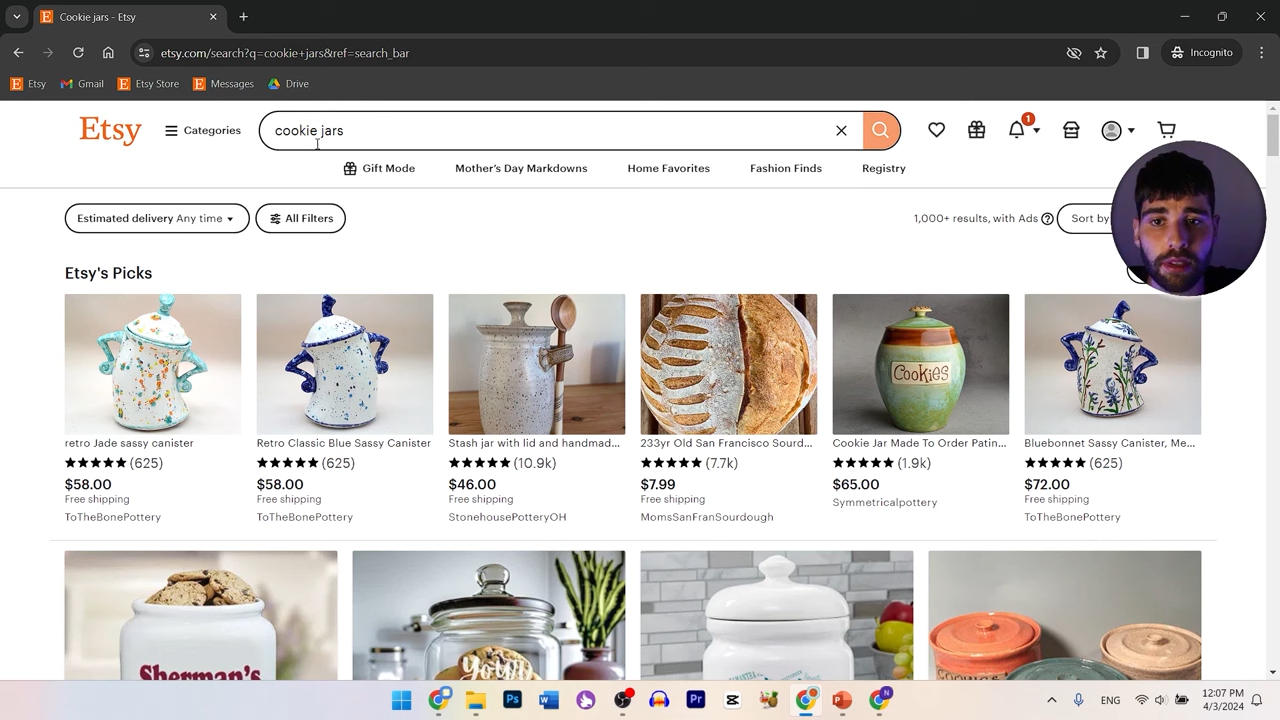 Cookie jars - Etsy
etsy.com/search?q=cookie+jars&ref=search_bar
Incognito
Etsy
Gmail
Etsy Store
Messages
Drive
Etsy
Categories
cookie jars
1
Gift Mode
Mother's Day Markdowns
Home Favorites
Fashion Finds
Registry
Estimated delivery Any time
All Filters
1,000+ results, with Ads
Sort by
Etsy's Picks
Cookies
retro Jade sassy canister
Retro Classic Blue Sassy Canister
Stash jar with lid and handmad...
233yr Old San Francisco Sourd...
Cookie Jar Made To Order Patin...
Bluebonnet Sassy Canister, Me...
(625)
(625)
(10.9k)
(7.7k)
(1.9k)
(625)
$58.00
$58.00
$46.00
$7.99
$65.00
$72.00
Free shipping
Free shipping
Free shipping
Free shipping
Free shipping
ToTheBonePottery
ToTheBonePottery
StonehousePotteryOH
MomsSanFranSourdough
Symmetricalpottery
ToTheBonePottery
Sherman's
Your
COOKIES
Ps
W
Pr
P
N
ENG
12:07 PM
4/3/2024